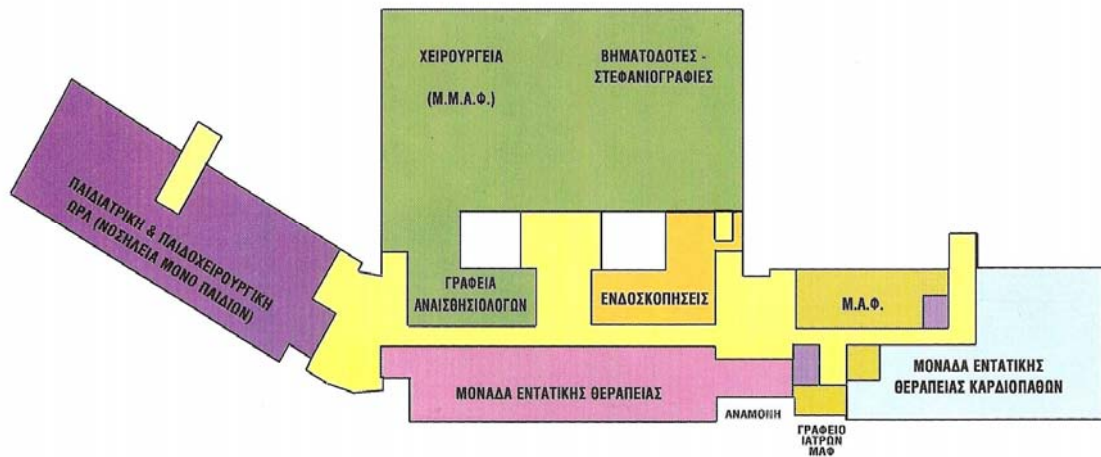 ΧΕΙΡΟΥΡΓΕΙΑ
(Μ.Μ.Α.Φ.)
ΒΗΜΑΤΟΔΟΤΕΣ -
ΣΤΕΦΑΝΙΟΓΡΑΦΙΕΣ
ΠΑΙΔΙΑΤΡΙΚΗ & ΠΑΙΔΟΧΕΙΡΟΥΡΓΙΚΗ
ΩΡΛ (ΝΟΣΗΛΕΙΑ ΜΟΝΟ ΠΑΙΔΙΩΝ)
ΓΡΑΦΕΙΑ
ΑΝΑΙΣΘΗΣΙΟΛΟΓΩΝ
ΕΝΔΟΣΚΟΠΗΣΕΙΣ
Μ.Α.Φ.
ΜΟΝΑΔΑ ΕΝΤΑΤΙΚΗΣ ΘΕΡΑΠΕΙΑΣ
ΜΟΝΑΔΑ ΕΝΤΑΤΙΚΗΣ
ΘΕΡΑΠΕΙΑΣ ΚΑΡΔΙΟΠΑΘΩΝ
ΑΝΑΜΟΝΗ
ΓΡΑΦΕΙΟ
ΙΑΤΡΩΝ
ΜΑΦ